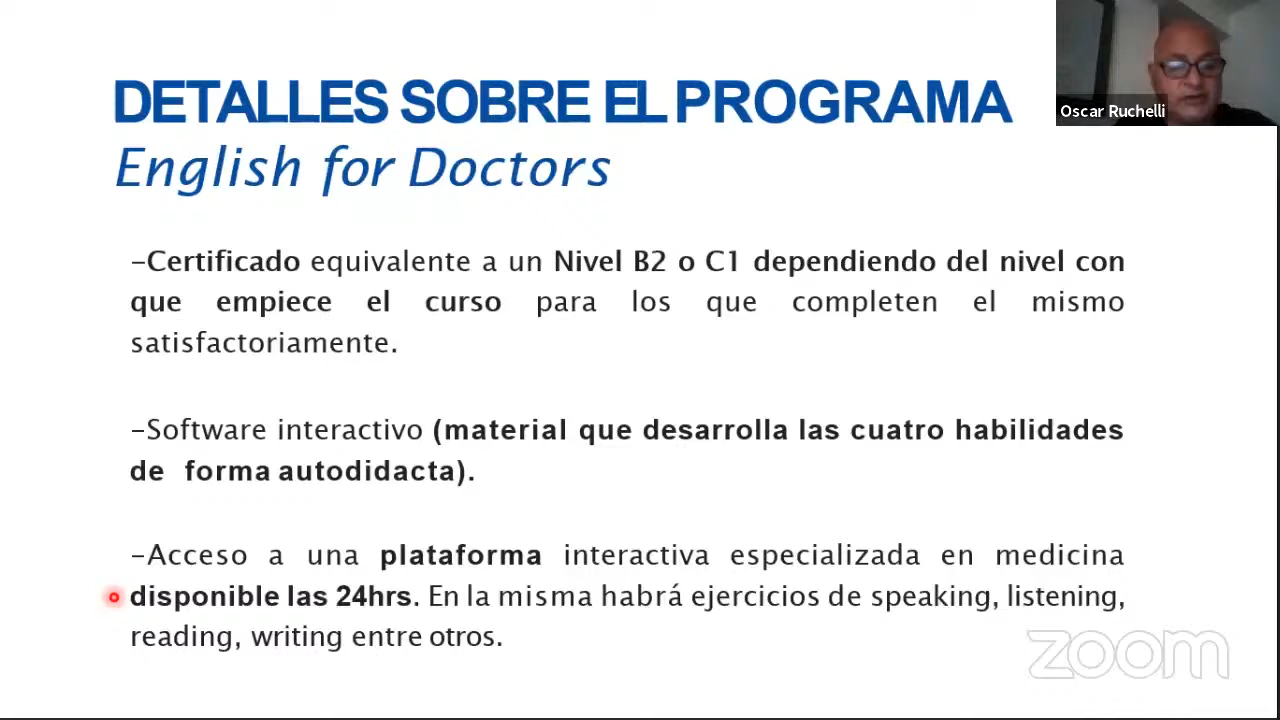 DETALLES SOBRE EL PROGRAMA
English for Doctors
Oscar Ruchelli
-Certificado equivalente a un Nivel B2 o C1 dependiendo del nivel con
que empiece el curso para los que completen el mismo
satisfactoriamente.
-Software interactivo (material que desarrolla las cuatro habilidades
de forma autodidacta).
-Acceso a una plataforma interactiva especializada en medicina
disponible las 24hrs. En la misma habrá ejercicios de speaking, listening,
reading, writing entre otros.
zoom